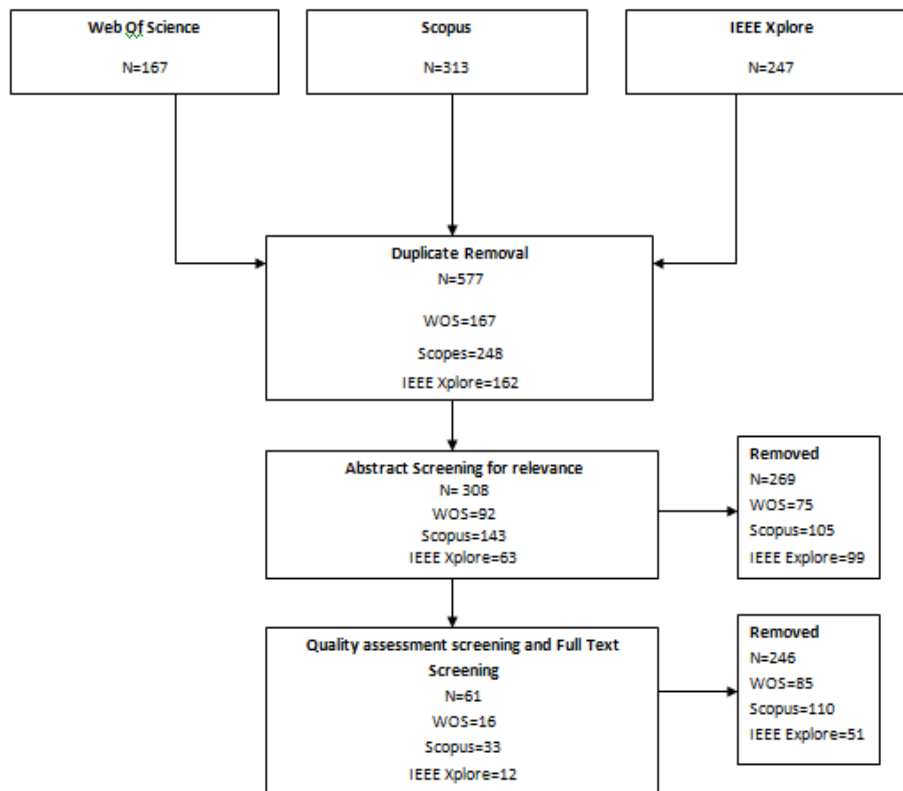 Web Of Science
N=167
Scopus
N=313
IEEE Xplore
N=247
Duplicate Removal
N=577
WOS=167
Scopes=248
IEEE Xplore=162
Abstract Screening for relevance
N= 308
WOS=92
Scopus=143
IEEE Xplore=63
Removed
N=269
WOS=75
Scopus=105
IEEE Explore=99
Quality assessment screening and Full Text
Screening
N=61
WOS=16
Scopus=33
IEEE Xplore=12
Removed
N=246
WOS=85
Scopus=110
IEEE Explore=51